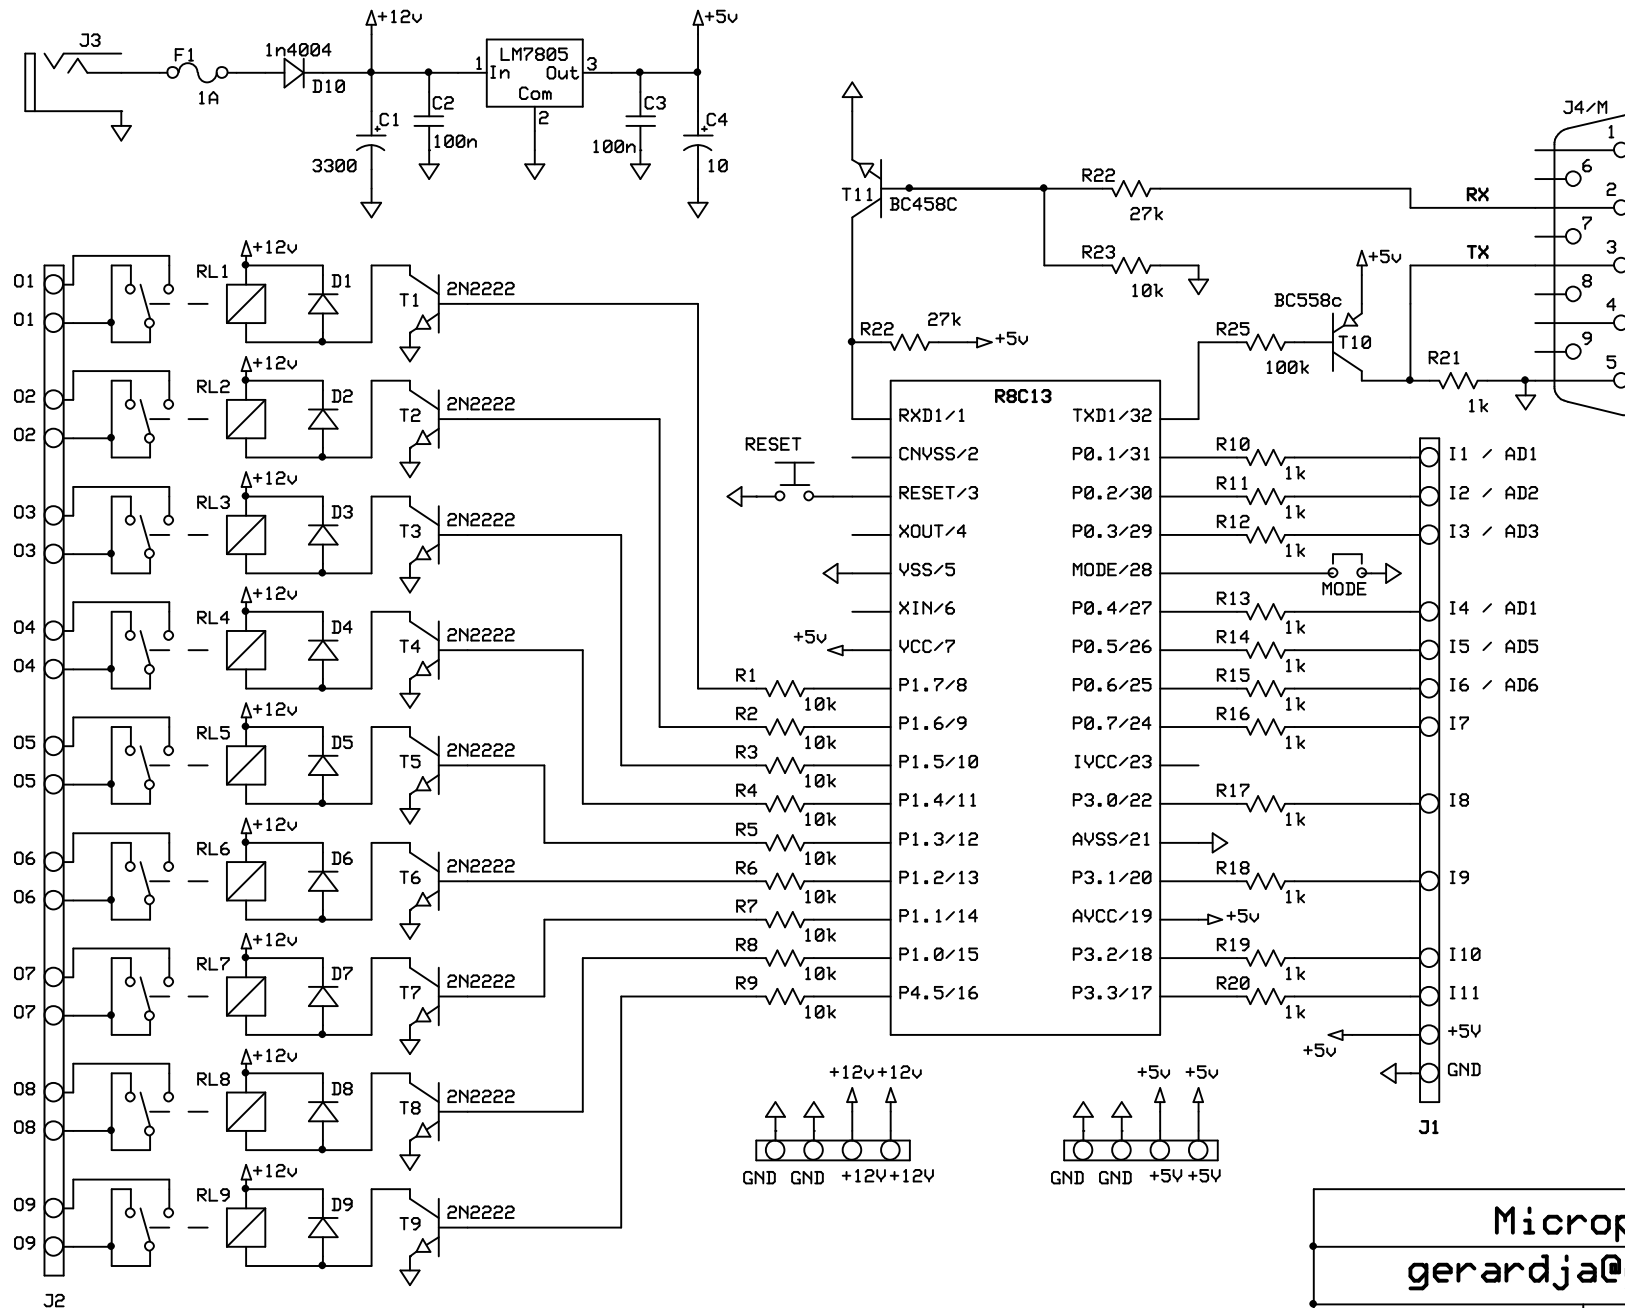 J3
F1
1A
1n4004
D10
+12v
C1
3300
C2
100n
LM7805
1 In Out 3
Com
2
C3
100n
+5v
C4
10
T11
BC458C
R22
27k
R23
10k
RX
TX
J4/M
1
6
2
7
3
8
4
9
5
+5v
BC558c
T10
R25
100k
R21
1k
R22
27k
+5v
O1
O1
RL1
+12v
D1
T1
2N2222
O2
O2
RL2
+12v
D2
T2
2N2222
O3
O3
RL3
+12v
D3
T3
2N2222
O4
O4
RL4
+12v
D4
T4
2N2222
O5
O5
RL5
+12v
D5
T5
2N2222
O6
O6
RL6
+12v
D6
T6
2N2222
O7
O7
RL7
+12v
D7
T7
2N2222
O8
O8
RL8
+12v
D8
T8
2N2222
O9
O9
RL9
+12v
D9
T9
2N2222
J2
R1
10k
R2
10k
R3
10k
R4
10k
R5
10k
R6
10k
R7
10k
R8
10k
R9
10k
RESET
+5v
R8C13
RXD1/1
CNVSS/2
RESET/3
XOUT/4
VSS/5
XIN/6
VCC/7
P1.7/8
P1.6/9
P1.5/10
P1.4/11
P1.3/12
P1.2/13
P1.1/14
P1.0/15
P4.5/16
TXD1/32
P0.1/31
P0.2/30
P0.3/29
MODE/28
P0.4/27
P0.5/26
P0.6/25
P0.7/24
IVCC/23
P3.0/22
AVSS/21
P3.1/20
AVCC/19
P3.2/18
P3.3/17
R10
1k
I1 / AD1
R11
1k
I2 / AD2
R12
1k
I3 / AD3
MODE
R13
1k
I4 / AD1
R14
1k
I5 / AD5
R15
1k
I6 / AD6
R16
1k
I7
R17
1k
I8
R18
1k
I9
+5v
R19
1k
I10
R20
1k
I11
+5v
+5V
GND
J1
+12v +12v
GND GND +12V +12V
+5v +5v
GND GND +5V +5V
Microp
gerardja@